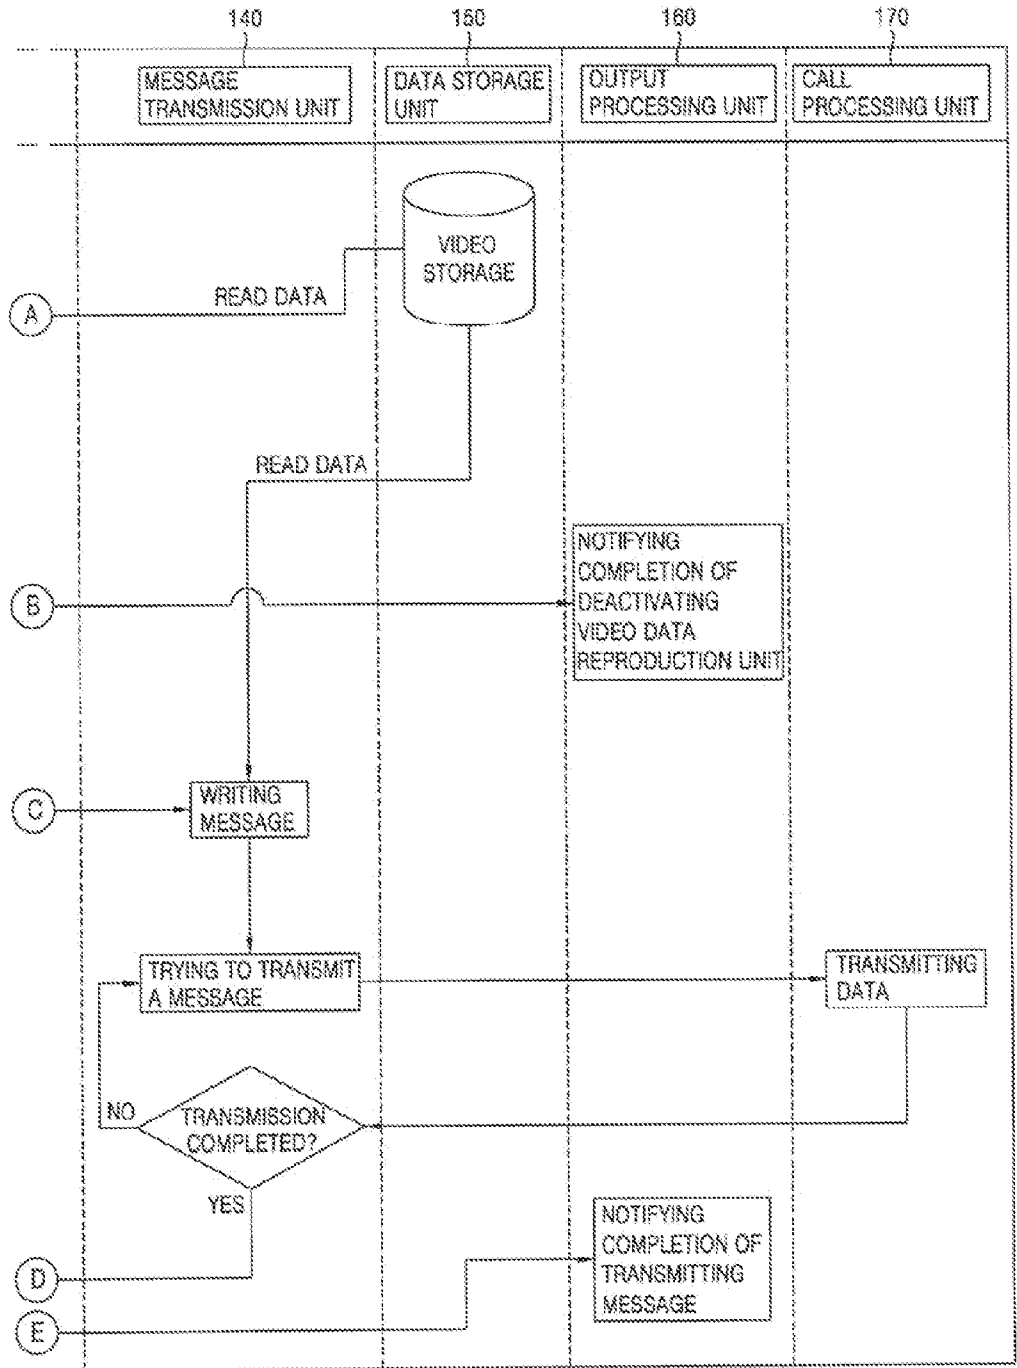 140
150
160
170
MESSAGE
TRANSMISSION UNIT
DATA STORAGE
UNIT
OUTPUT
PROCESSING UNIT
CALL
PROCESSING UNIT
VIDEO
STORAGE
READ DATA
A
READ DATA
NOTIFYING
COMPLETION OF
DEACTIVATING
VIDEO DATA
REPRODUCTION UNIT
B
C
WRITING
MESSAGE
TRYING TO TRANSMIT
A MESSAGE
TRANSMITTING
DATA
NO
TRANSMISSION
COMPLETED?
YES
NOTIFYING
COMPLETION OF
TRANSMITTING
MESSAGE
D
E